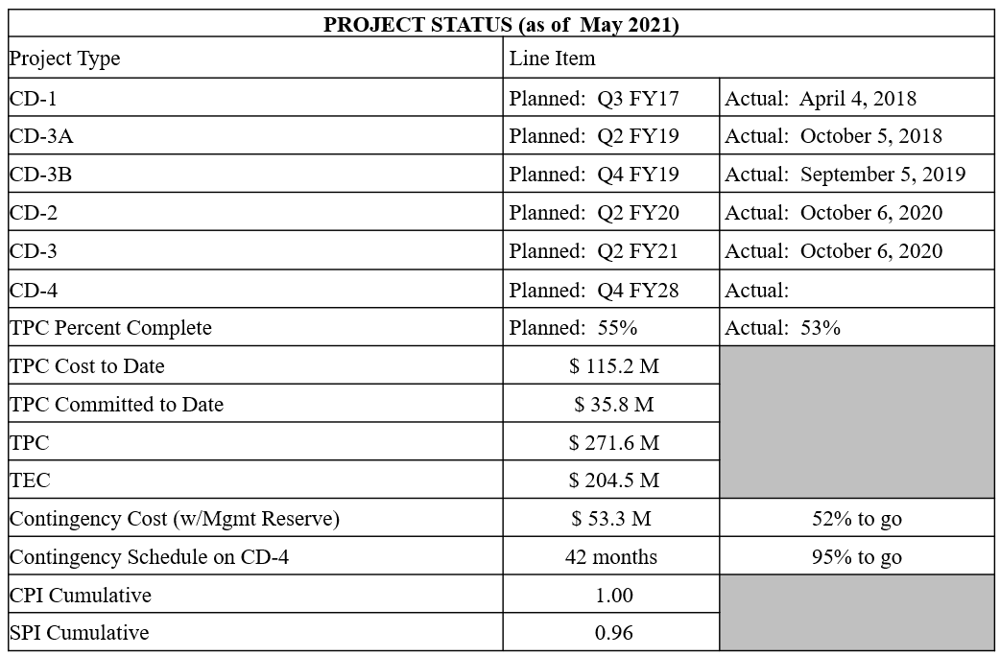 PROJECT STATUS (as of May 2021)
Project Type Line Item
CD-1 Planned: Q3 FY17 Actual: April 4, 2018
CD-3A Planned: Q2 FY19 Actual: October 5, 2018
CD-3B Planned: Q4 FY19 Actual: September 5, 2019
CD-2 Planned: Q2 FY20 Actual: October 6, 2020
CD-3 Planned: Q2 FY21 Actual: October 6, 2020
CD-4 Planned: Q4 FY28 Actual:
TPC Percent Complete Planned: 55% Actual: 53%
TPC Cost to Date $ 115.2 M
TPC Committed to Date $ 35.8 M
TPC $ 271.6 M
TEC $ 204.5 M
Contingency Cost (w/Mgmt Reserve) $ 53.3 M 52% to go
Contingency Schedule on CD-4 42 months 95% to go
CPI Cumulative 1.00
SPI Cumulative 0.96